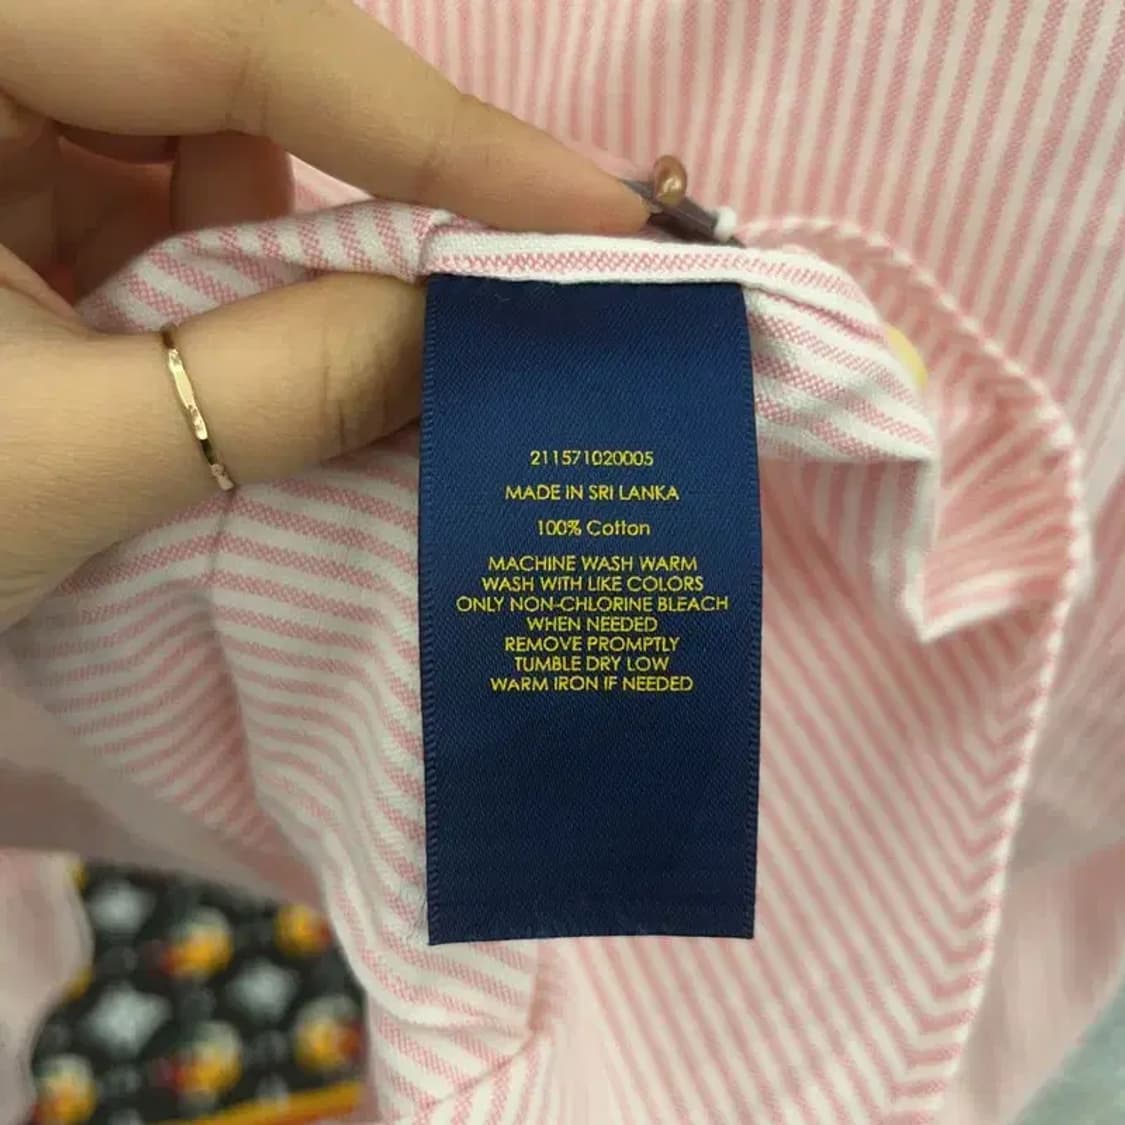 211571020005
MADE IN SRI LANKA
100% Cotton
MACHINE WASH WARM
WASH WITH LIKE COLORS
ONLY NON-CHLORINE BLEACH
WHEN NEEDED
REMOVE PROMPTLY
TUMBLE DRY LOW
WARM IRON IF NEEDED